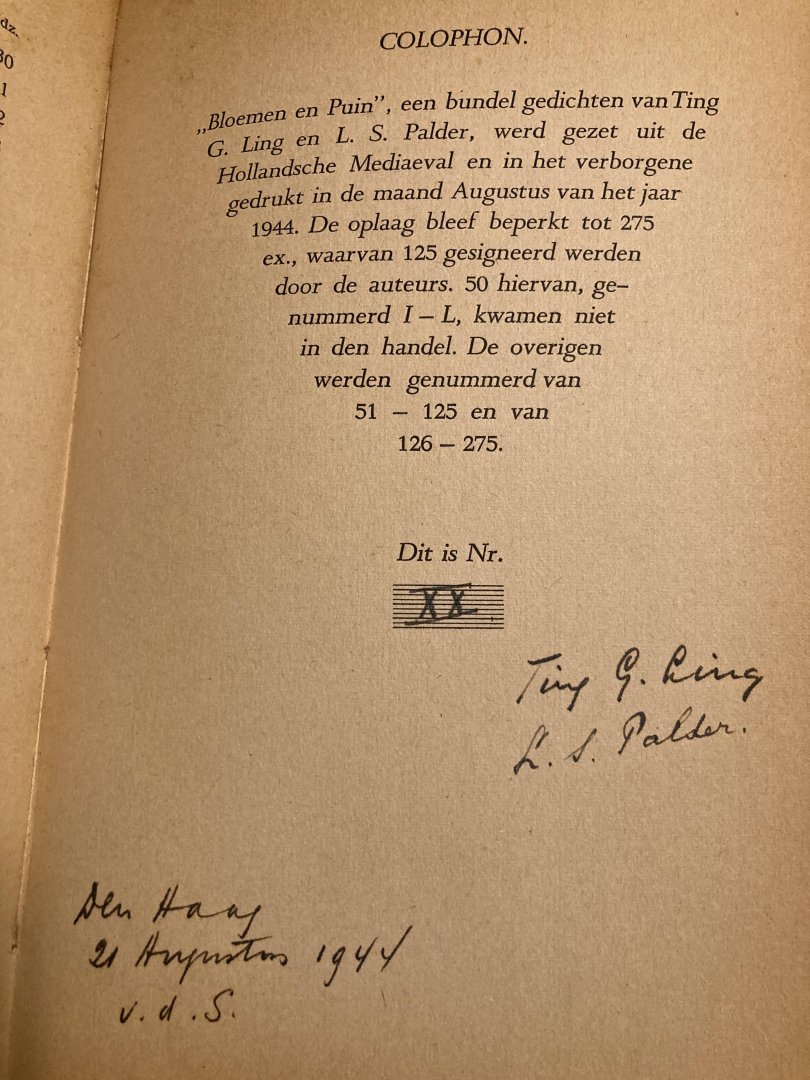 dz.
30
1
2
COLOPHON.
„Bloemen en Puin”, een bundel gedichten van Ting
G. Ling en L. S. Palder, werd gezet uit de
Hollandsche Mediaeval en in het verborgene
gedrukt in de maand Augustus van het jaar
1944. De oplaag bleef beperkt tot 275
ex., waarvan 125 gesigneerd werden
door de auteurs. 50 hiervan, ge-
nummerd I – L, kwamen niet
in den handel. De overigen
werden genummerd van
51 – 125 en van
126 – 275.
Dit is Nr.
XX
Ting G. Ling
L. S. Palder.
Den Haag
21 Augustus 1944
v.d.S.